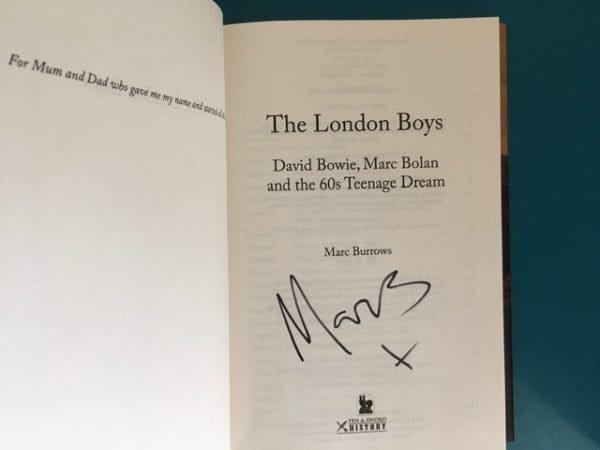 For Mum and Dad who gave me my name and
The London Boys
David Bowie, Marc Bolan
and the 60s Teenage Dream
Marc Burrows
Marc B
x
PEN & SWORD
HISTORY